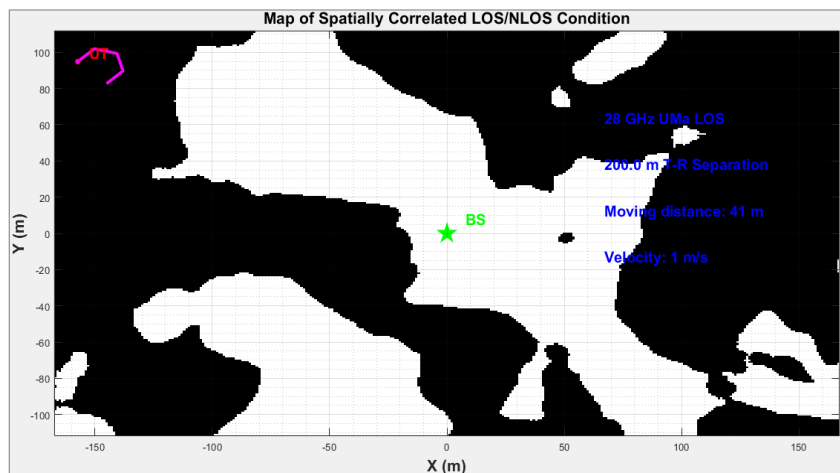 Map of Spatially Correlated LOS/NLOS Condition
UT
28 GHz UMa LOS
200.0 m T-R Separation
Moving distance: 41 m
BS
Velocity: 1 m/s
Y (m)
100
80
60
40
20
0
-20
-40
-60
-80
-100
-150
-100
-50
0
50
100
150
X (m)